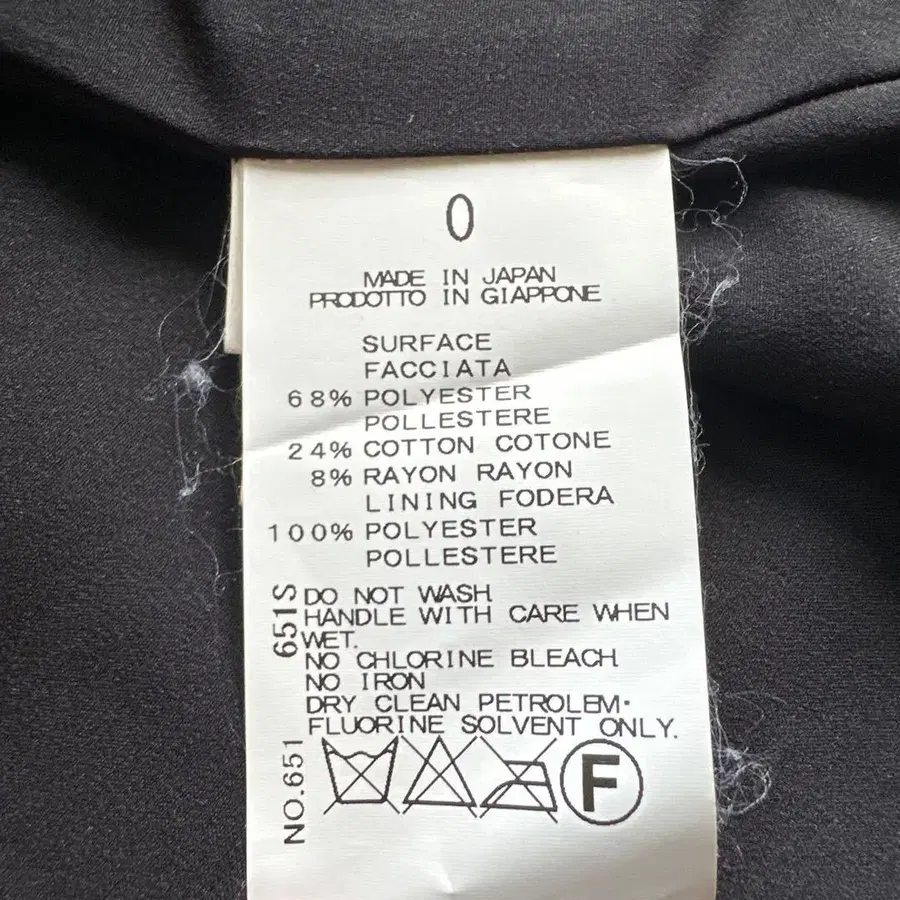 0
MADE IN JAPAN
PRODOTTO IN GIAPPONE
SURFACE
FACCIATA
68% POLYESTER
POLLESTERE
24% COTTON COTONE
8% RAYON RAYON
LINING FODERA
100% POLYESTER
POLLESTERE
DO NOT WASH
HANDLE WITH CARE WHEN
WET.
NO CHLORINE BLEACH
NO IRON
DRY CLEAN PETROLEM·
FLUORINE SOLVENT ONLY.
F
NO.651
651S